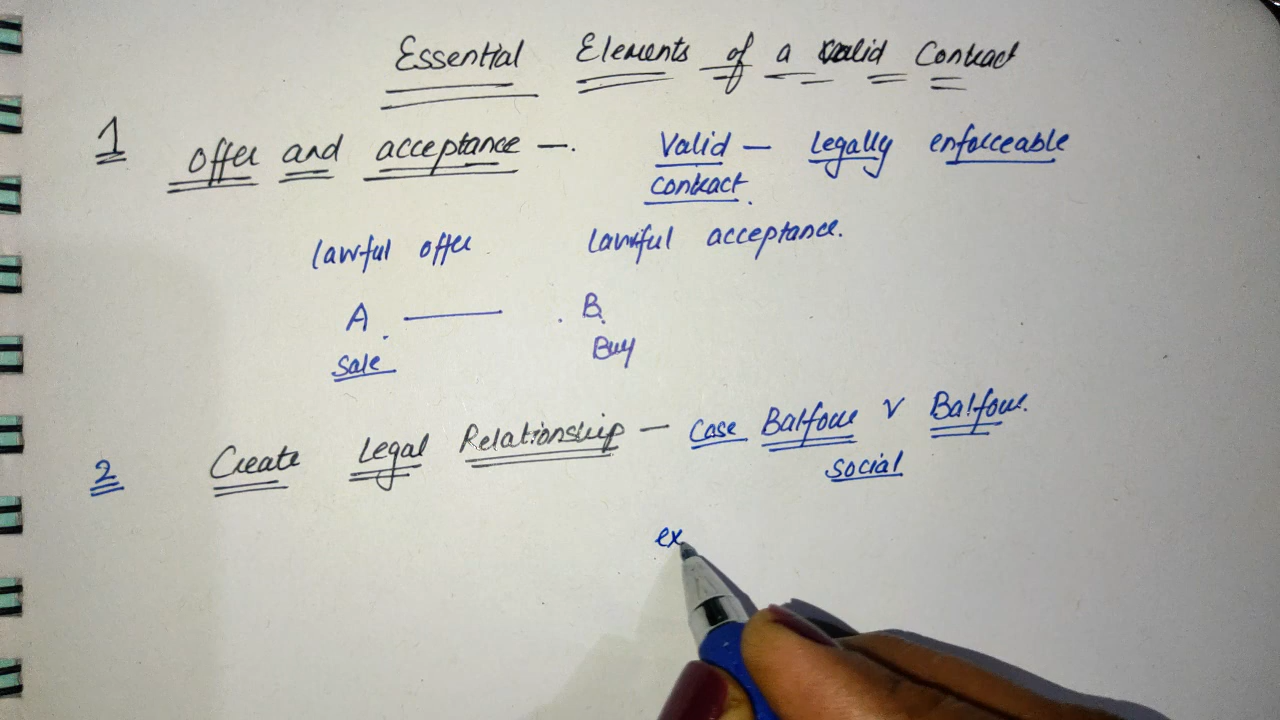 Essential Elements of a valid Contract
1 Offer and acceptance - . Valid - legally enforceable
contract.
lawful offer lawful acceptance.
A — . B.
Sale Buy
2 Create Legal Relationship - Case Balfour v Balfour.
social
ex